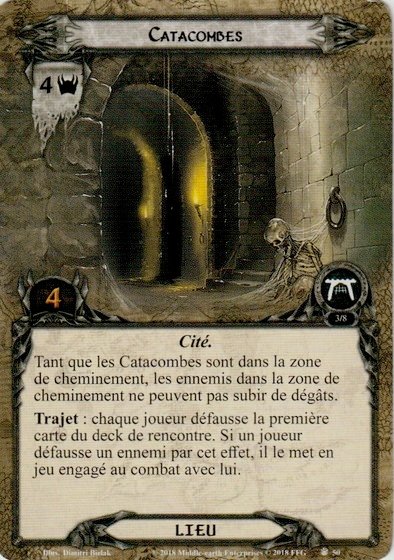 CATACOMBES
4
4
3/8
Cité.
Tant que les Catacombes sont dans la zone
de cheminement, les ennemis dans la zone de
cheminement ne peuvent pas subir de dégâts.
Trajet : chaque joueur défausse la première
carte du deck de rencontre. Si un joueur
défausse un ennemi par cet effet, il le met en
jeu engagé au combat avec lui.
LIEU
Illus. Dimitri Bielak 2018 Middle-earth Enterprises © 2018 FFG 50